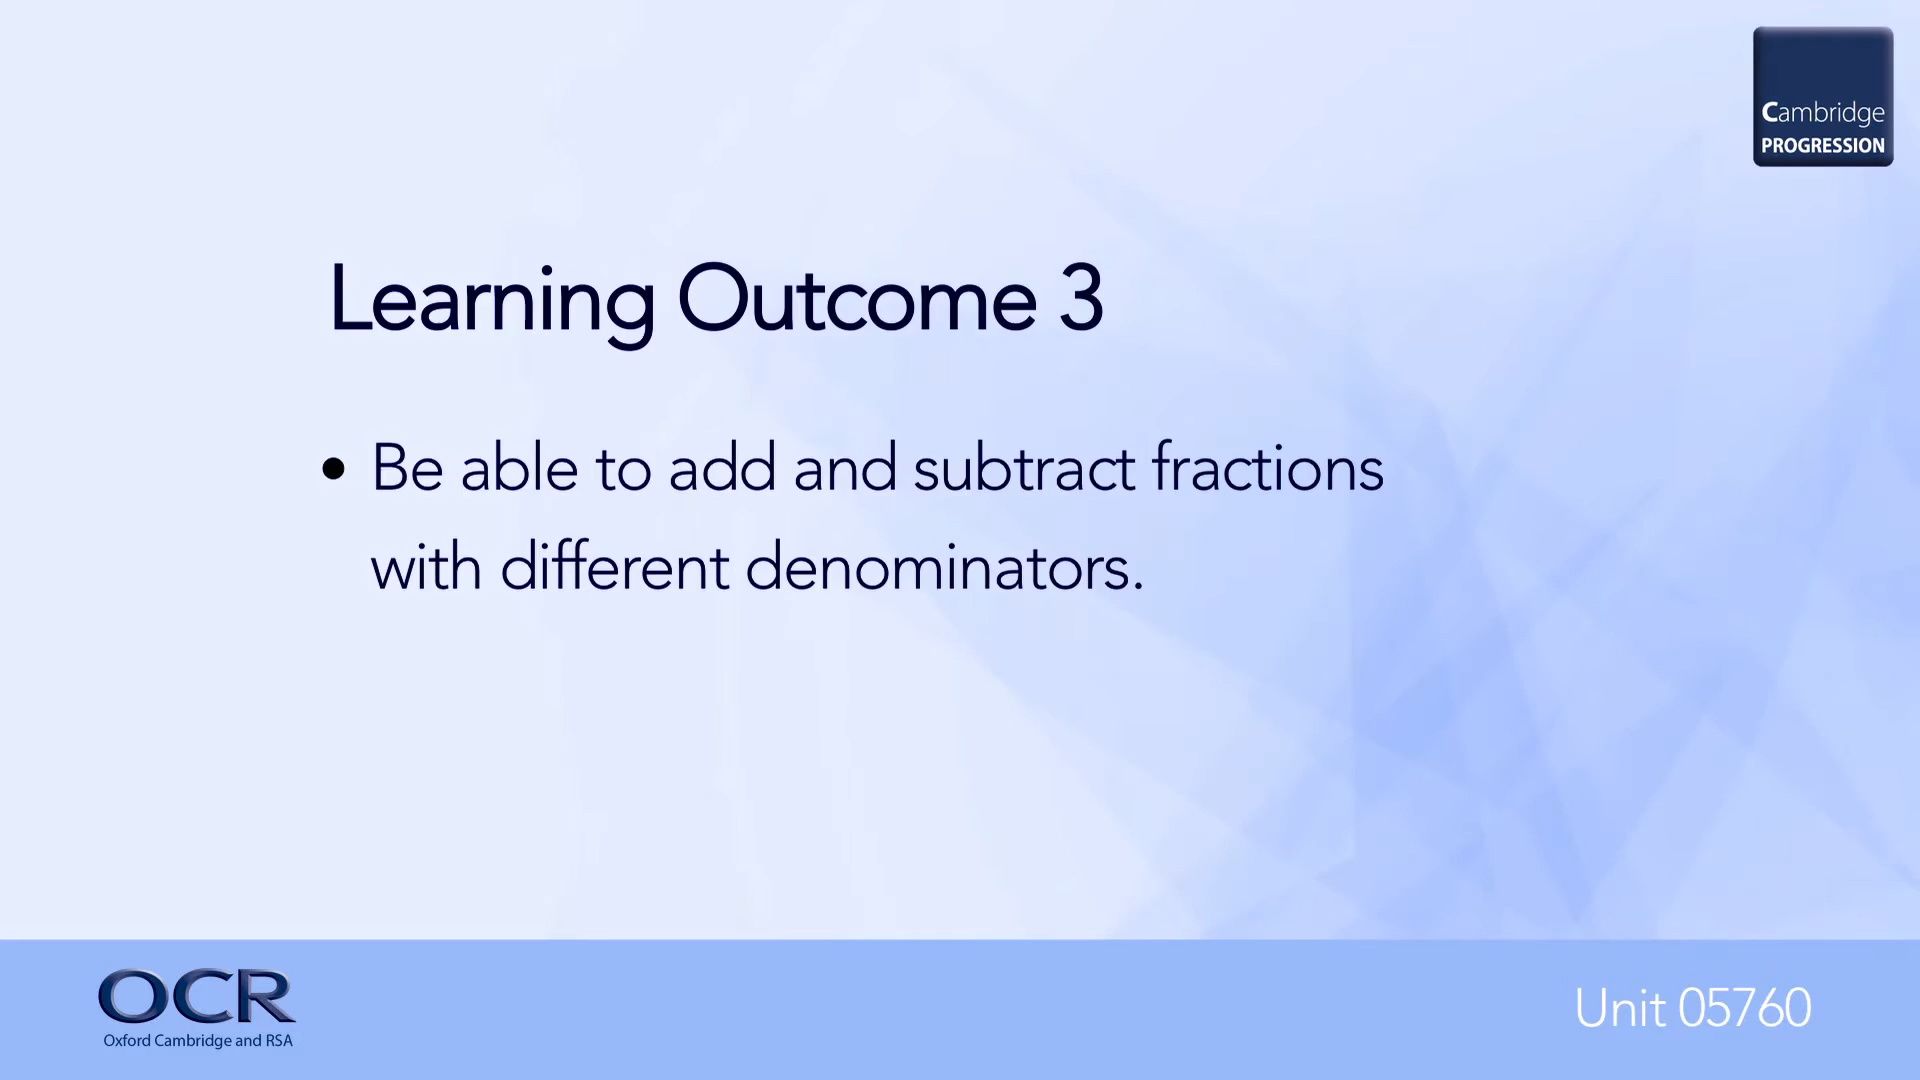 Cambridge
PROGRESSION
Learning Outcome 3
• Be able to add and subtract fractions
with different denominators.
OCR
Oxford Cambridge and RSA
Unit 05760